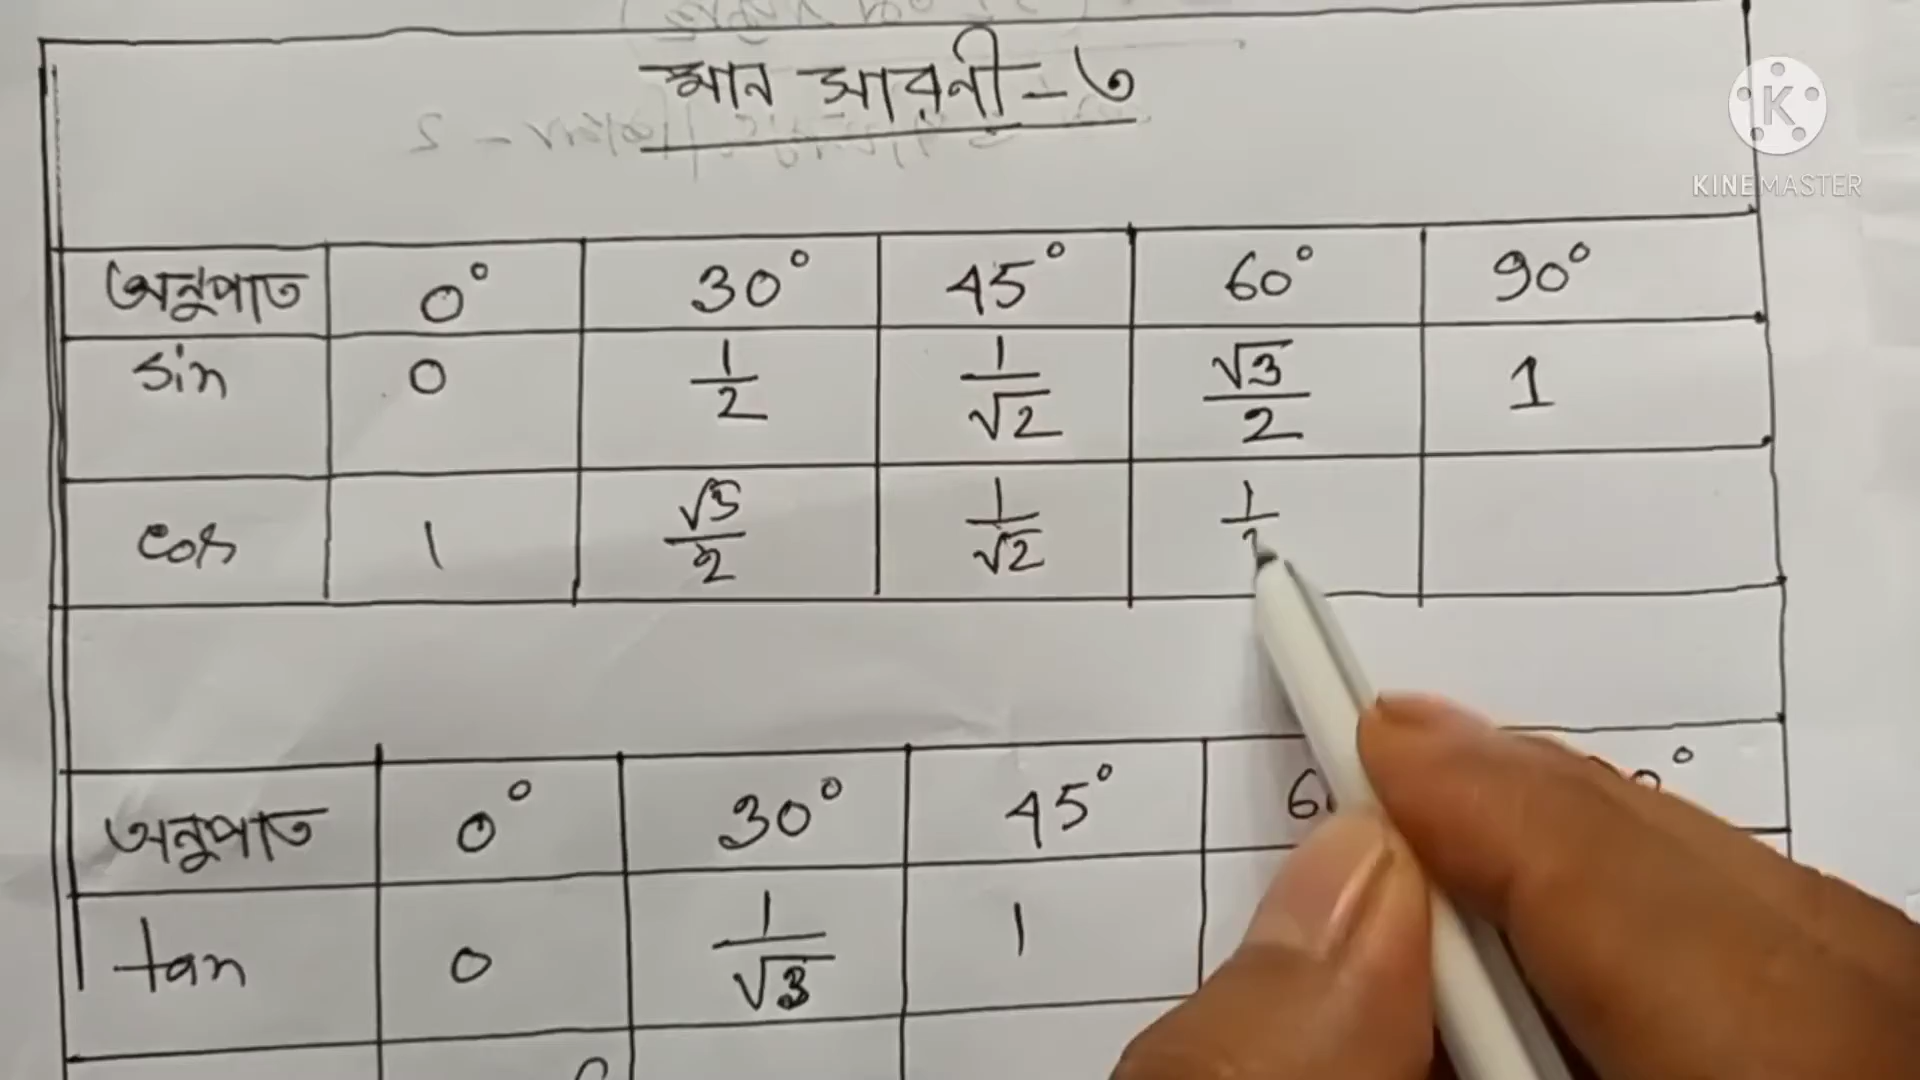 মান সারনী - ৩
KINEMASTER
অনুপাত 0° 30° 45° 60° 90°
sin 0 1/2 1/√2 √3/2 1
cos 1 √3/2 1/√2 1/
অনুপাত 0° 30° 45°
tan 0 1/√3 1